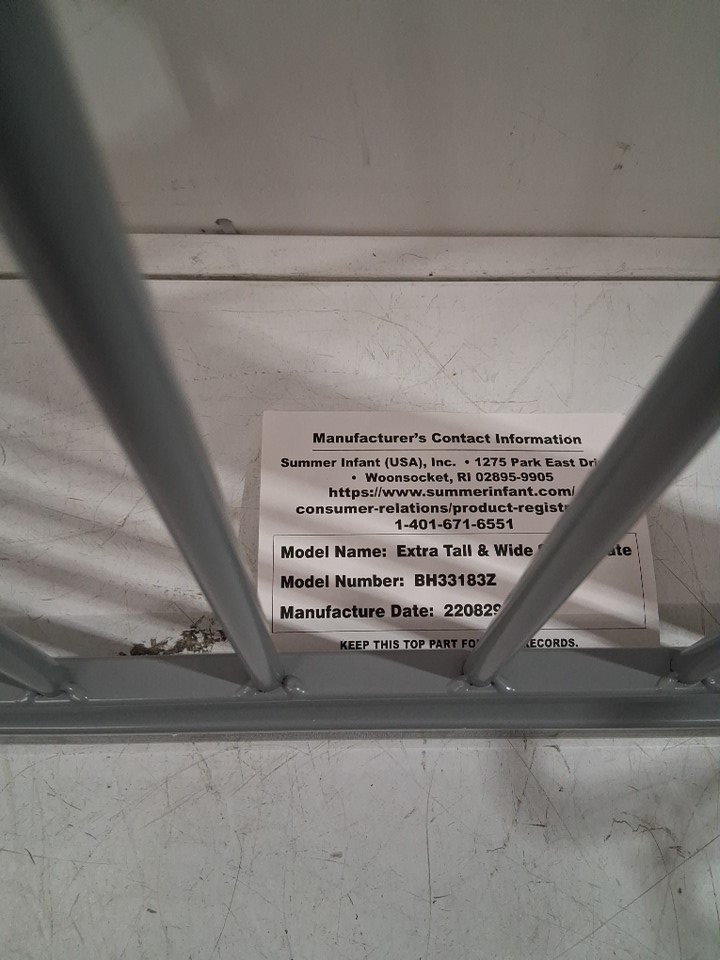 Manufacturer's Contact Information
Summer Infant (USA), Inc. • 1275 Park East
• Woonsocket, RI 02895-9905
https://www.summerinfant.com/
consumer-relations/product-registr
1-401-671-6551
Model Name: Extra Tall & Wide
Model Number: BH33183Z
Manufacture Date: 220829
KEEP THIS TOP PART RECORDS.